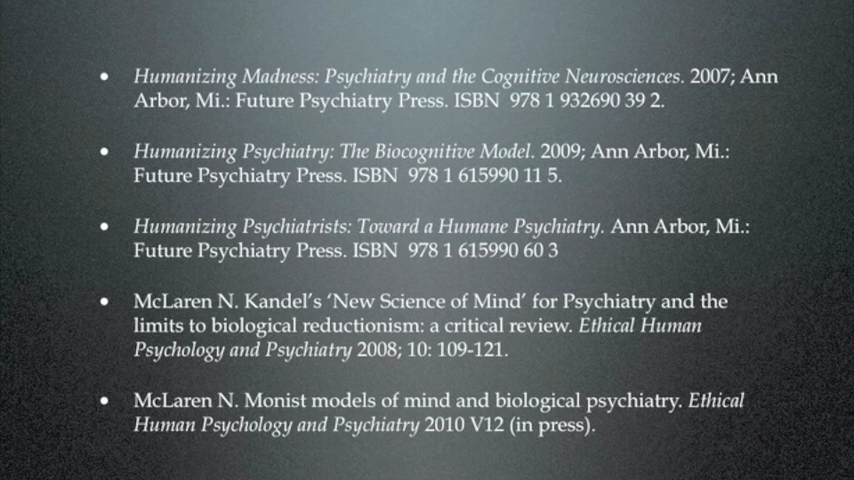 • Humanizing Madness: Psychiatry and the Cognitive Neurosciences. 2007; Ann
Arbor, Mi.: Future Psychiatry Press. ISBN 978 1 932690 39 2.
• Humanizing Psychiatry: The Biocognitive Model. 2009; Ann Arbor, Mi.:
Future Psychiatry Press. ISBN 978 1 615990 11 5.
• Humanizing Psychiatrists: Toward a Humane Psychiatry. Ann Arbor, Mi.:
Future Psychiatry Press. ISBN 978 1 615990 60 3
• McLaren N. Kandel's ‘New Science of Mind’ for Psychiatry and the
limits to biological reductionism: a critical review. Ethical Human
Psychology and Psychiatry 2008; 10: 109-121.
• McLaren N. Monist models of mind and biological psychiatry. Ethical
Human Psychology and Psychiatry 2010 V12 (in press).